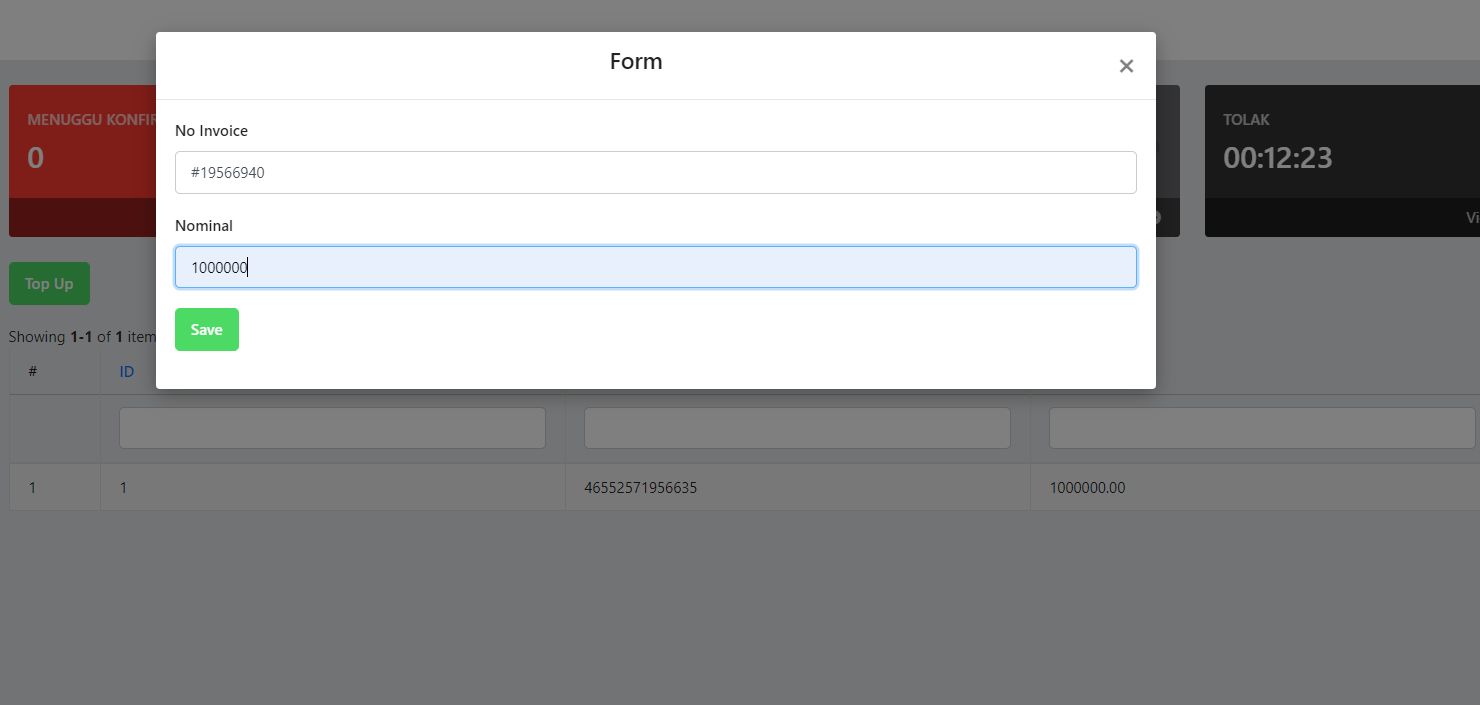 Form
×
No Invoice
#19566940
Nominal
1000000
Save
MENUGGU KONFIR
0
TOLAK
00:12:23
Top Up
Showing 1-1 of 1 item
# ID
1 1 46552571956635 1000000.00